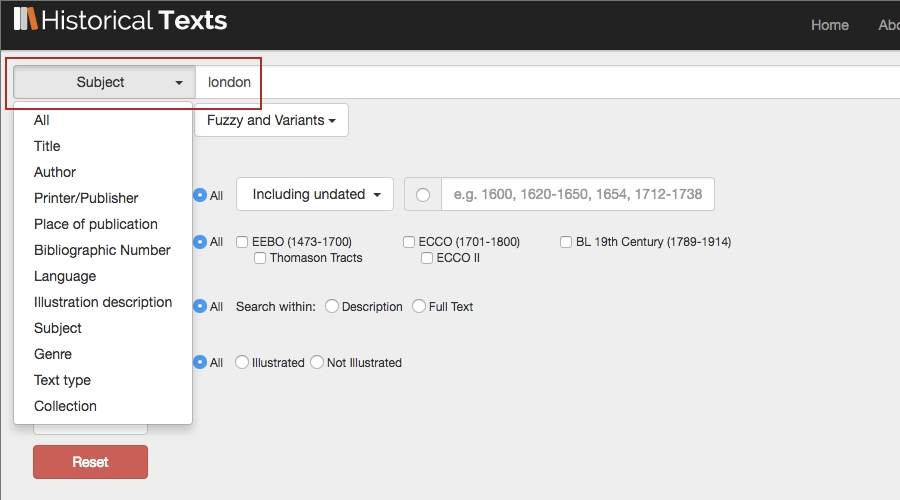 Historical Texts
Home
Subject
london
All
Fuzzy and Variants
Title
Author
Printer/Publisher
Place of publication
Bibliographic Number
Language
Illustration description
Subject
Genre
Text type
Collection
All Including undated e.g. 1600, 1620-1650, 1654, 1712-1738
All EEBO (1473-1700) ECCO (1701-1800) BL 19th Century (1789-1914)
Thomason Tracts ECCO II
All Search within: Description Full Text
All Illustrated Not Illustrated
Reset